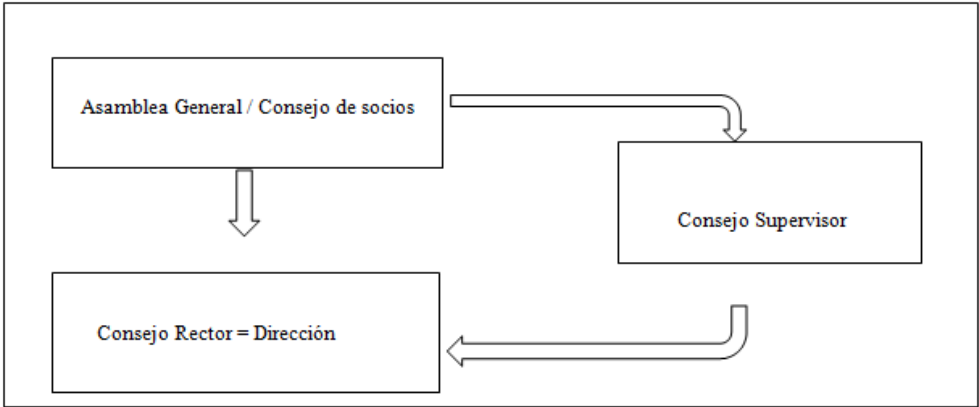 Asamblea General / Consejo de socios
Consejo Supervisor
Consejo Rector = Dirección